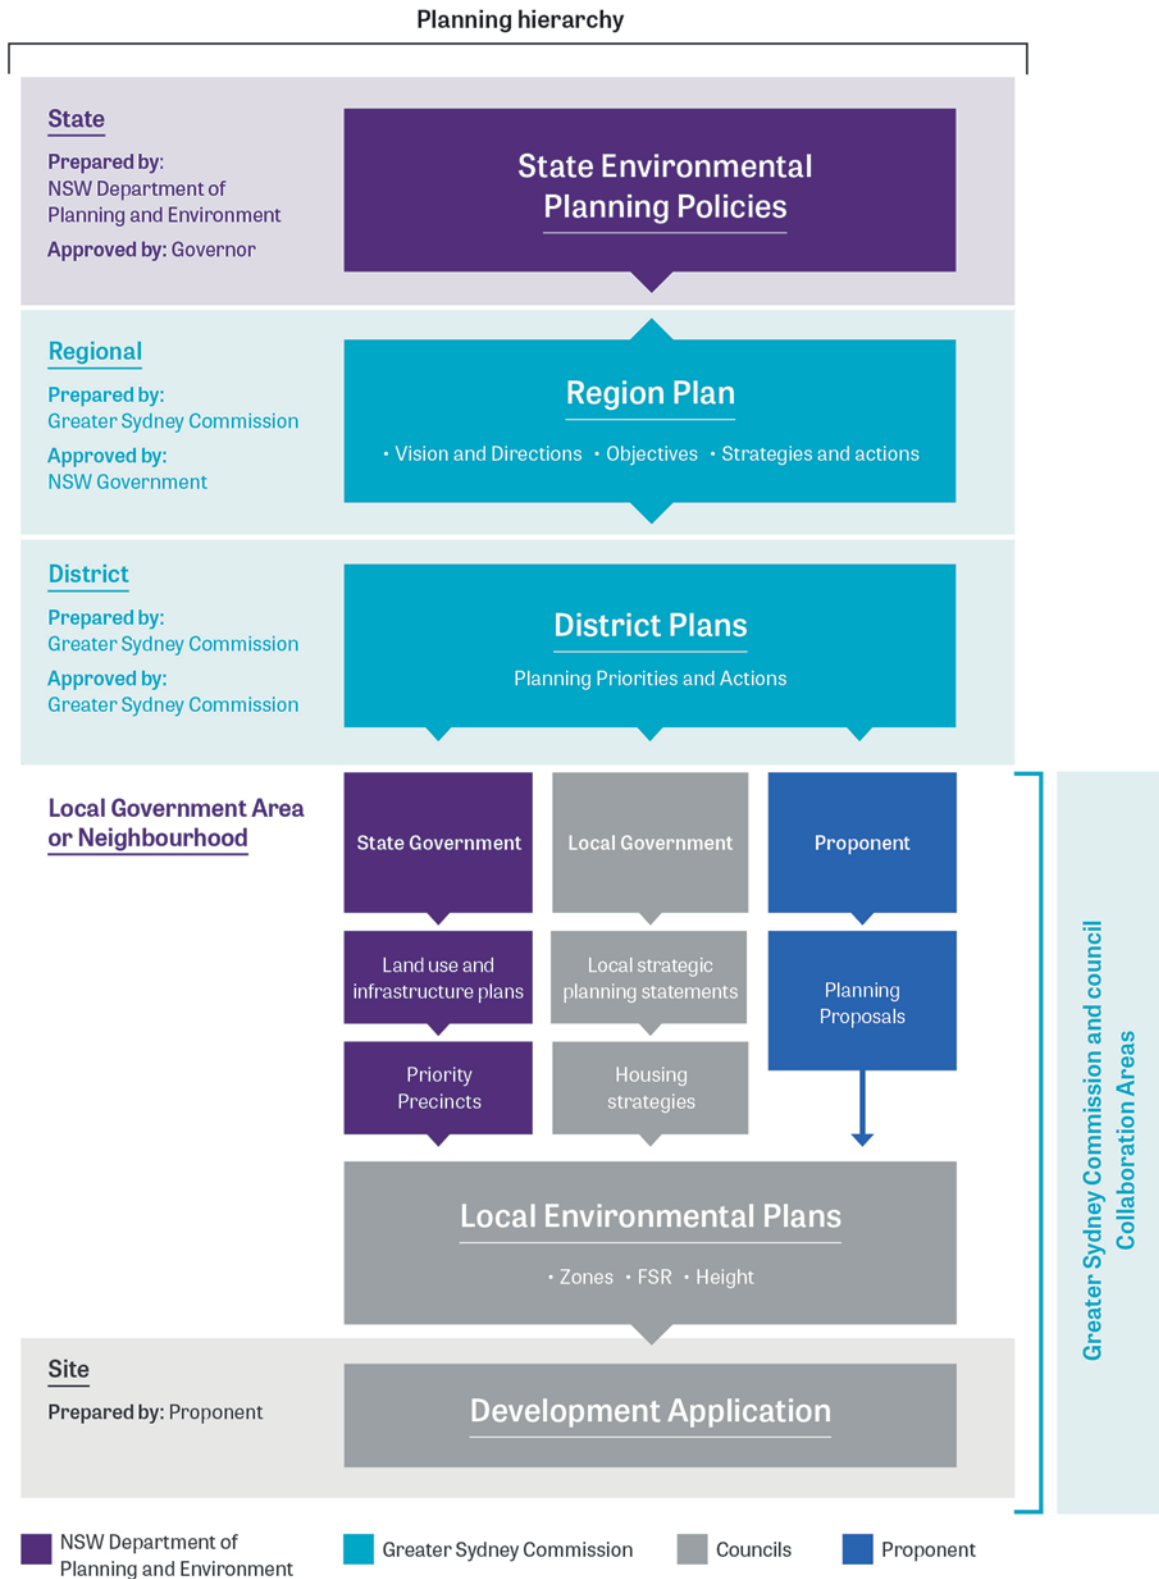 Planning hierarchy
State
Prepared by:
NSW Department of
Planning and Environment
Approved by: Governor
State Environmental
Planning Policies
Regional
Prepared by:
Greater Sydney Commission
Approved by:
NSW Government
Region Plan
• Vision and Directions • Objectives • Strategies and actions
District
Prepared by:
Greater Sydney Commission
Approved by:
Greater Sydney Commission
District Plans
Planning Priorities and Actions
Local Government Area
or Neighbourhood
State Government
Local Government
Proponent
Land use and
infrastructure plans
Local strategic
planning statements
Planning
Proposals
Priority
Precincts
Housing
strategies
Local Environmental Plans
• Zones • FSR • Height
Site
Prepared by: Proponent
Development Application
Greater Sydney Commission and council
Collaboration Areas
NSW Department of
Planning and Environment
Greater Sydney Commission
Councils
Proponent